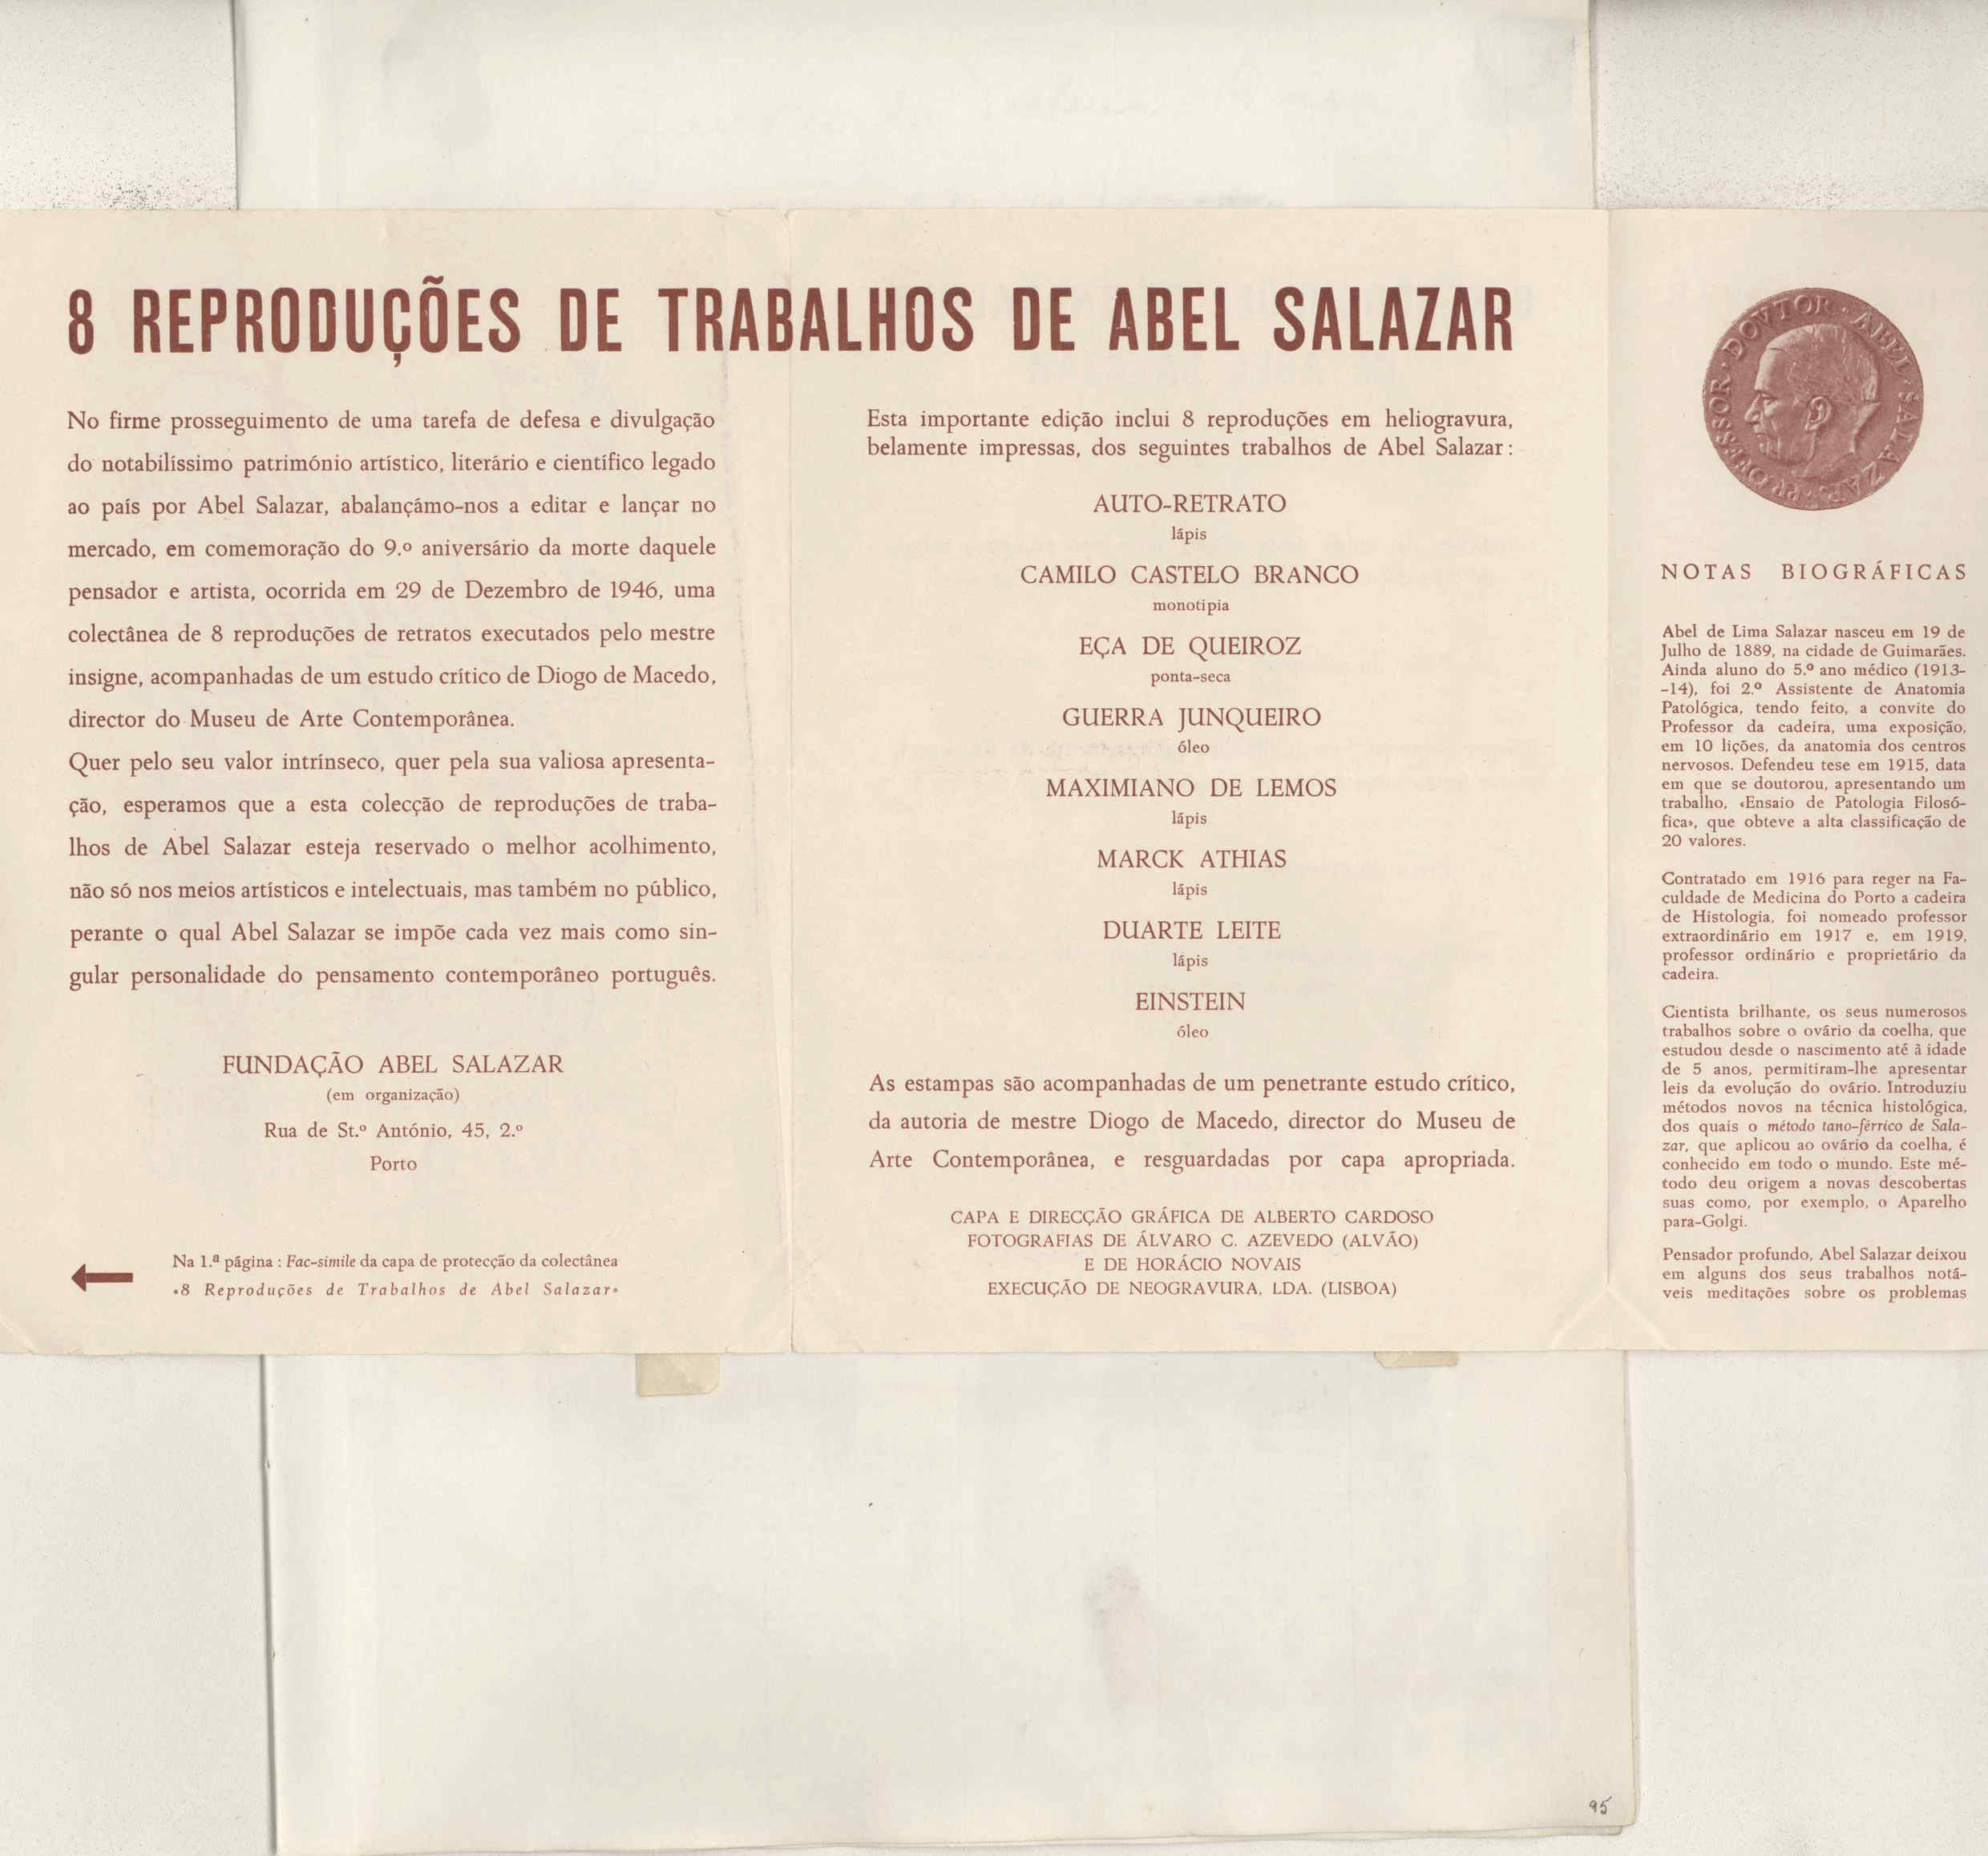 8 REPRODUÇÕES DE TRABALHOS DE ABEL SALAZAR
No firme prosseguimento de uma tarefa de defesa e divulgação
do notabilíssimo património artístico, literário e científico legado
ao país por Abel Salazar, abalançámo-nos a editar e lançar no
mercado, em comemoração do 9.º aniversário da morte daquele
pensador e artista, ocorrida em 29 de Dezembro de 1946, uma
colectânea de 8 reproduções de retratos executados pelo mestre
insigne, acompanhadas de um estudo crítico de Diogo de Macedo,
director do Museu de Arte Contemporânea.
Quer pelo seu valor intrínseco, quer pela sua valiosa apresenta-
ção, esperamos que a esta colecção de reproduções de traba-
lhos de Abel Salazar esteja reservado o melhor acolhimento,
não só nos meios artísticos e intelectuais, mas também no público,
perante o qual Abel Salazar se impõe cada vez mais como sin-
gular personalidade do pensamento contemporâneo português.
FUNDAÇÃO ABEL SALAZAR
(em organização)
Rua de St.º António, 45, 2.º
Porto
Na 1.ª página : Fac-simile da capa de protecção da colectânea
«8 Reproduções de Trabalhos de Abel Salazar»
Esta importante edição inclui 8 reproduções em heliogravura,
belamente impressas, dos seguintes trabalhos de Abel Salazar :
AUTO-RETRATO
lápis
CAMILO CASTELO BRANCO
monotipia
EÇA DE QUEIROZ
ponta-seca
GUERRA JUNQUEIRO
óleo
MAXIMIANO DE LEMOS
lápis
MARCK ATHIAS
lápis
DUARTE LEITE
lápis
EINSTEIN
óleo
As estampas são acompanhadas de um penetrante estudo crítico,
da autoria de mestre Diogo de Macedo, director do Museu de
Arte Contemporânea, e resguardadas por capa apropriada.
CAPA E DIRECÇÃO GRÁFICA DE ALBERTO CARDOSO
FOTOGRAFIAS DE ÁLVARO C. AZEVEDO (ALVÃO)
E DE HORÁCIO NOVAIS
EXECUÇÃO DE NEOGRAVURA, LDA. (LISBOA)
PROFESSOR · DOVTOR · ABEL · SALAZAR
NOTAS BIOGRÁFICAS
Abel de Lima Salazar nasceu em 19 de
Julho de 1889, na cidade de Guimarães.
Ainda aluno do 5.º ano médico (1913-
-14), foi 2.º Assistente de Anatomia
Patológica, tendo feito, a convite do
Professor da cadeira, uma exposição,
em 10 lições, da anatomia dos centros
nervosos. Defendeu tese em 1915, data
em que se doutorou, apresentando um
trabalho, «Ensaio de Patologia Filosó-
fica», que obteve a alta classificação de
20 valores.
Contratado em 1916 para reger na Fa-
culdade de Medicina do Porto a cadeira
de Histologia, foi nomeado professor
extraordinário em 1917 e, em 1919,
professor ordinário e proprietário da
cadeira.
Cientista brilhante, os seus numerosos
trabalhos sobre o ovário da coelha, que
estudou desde o nascimento até à idade
de 5 anos, permitiram-lhe apresentar
leis da evolução do ovário. Introduziu
métodos novos na técnica histológica,
dos quais o método tano-férrico de Sala-
zar, que aplicou ao ovário da coelha, é
conhecido em todo o mundo. Este mé-
todo deu origem a novas descobertas
suas como, por exemplo, o Aparelho
para-Golgi.
Pensador profundo, Abel Salazar deixou
em alguns dos seus trabalhos notá-
veis meditações sobre os problemas
95